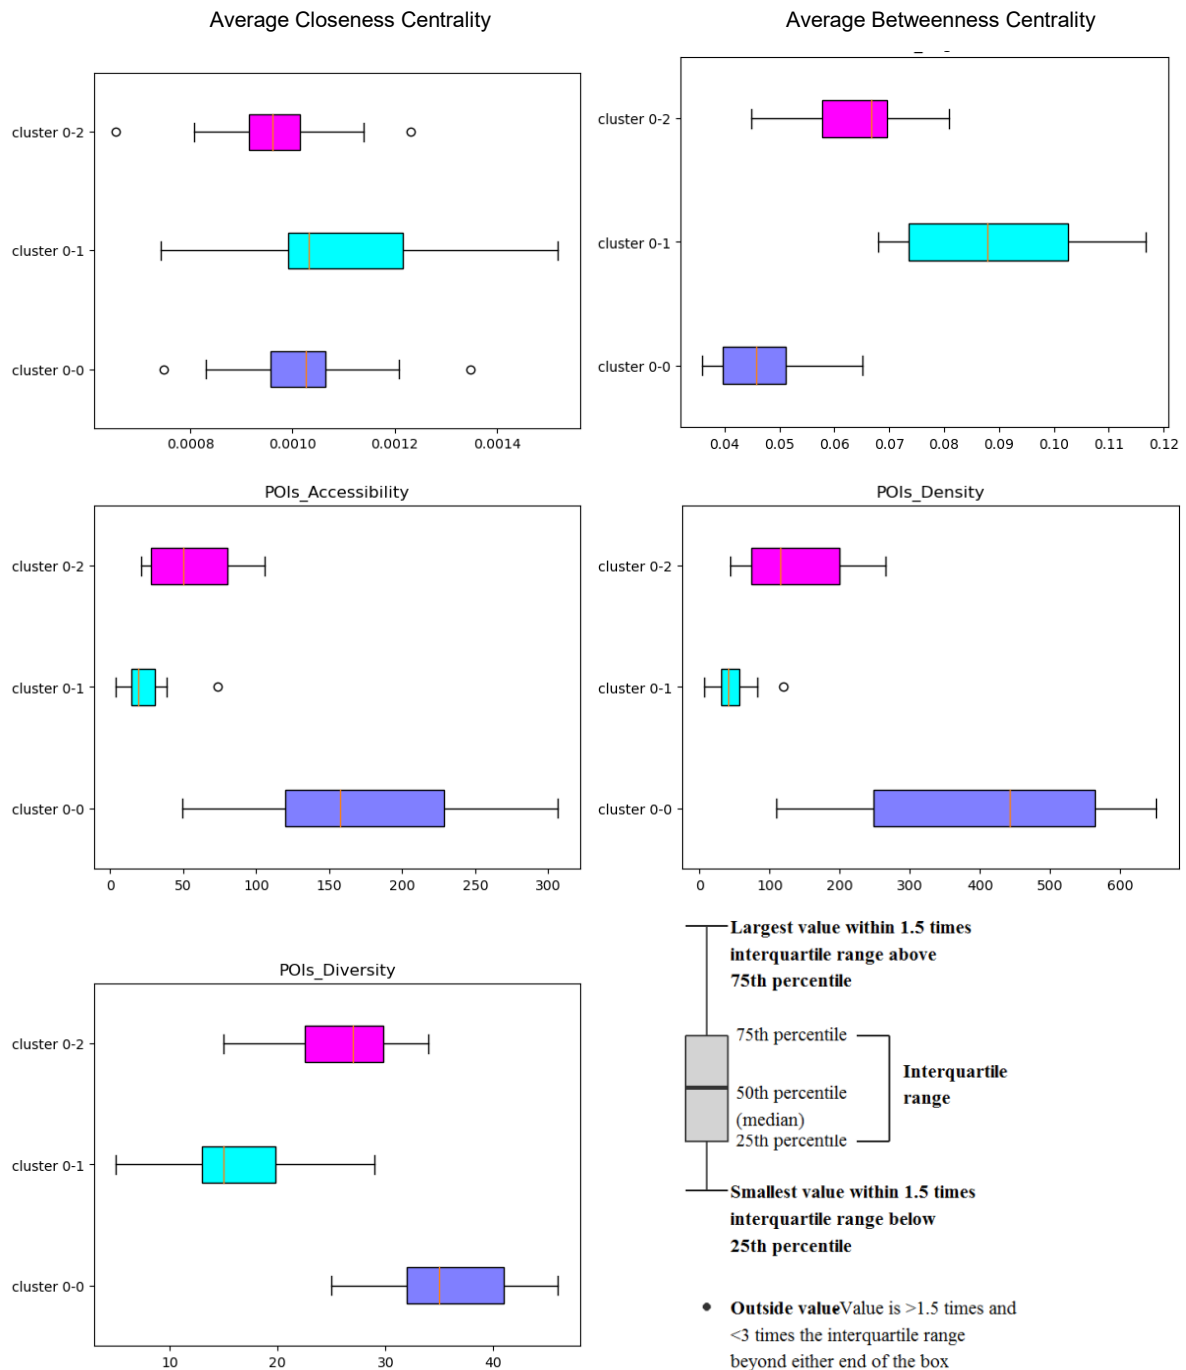 Average Closeness Centrality
Average Betweenness Centrality
cluster 0-2
cluster 0-1
cluster 0-0
0.0008 0.0010 0.0012 0.0014
cluster 0-2
cluster 0-1
cluster 0-0
0.04 0.05 0.06 0.07 0.08 0.09 0.10 0.11 0.12
POIs_Accessibility
cluster 0-2
cluster 0-1
cluster 0-0
0 50 100 150 200 250 300
POIs_Density
cluster 0-2
cluster 0-1
cluster 0-0
0 100 200 300 400 500 600
POIs_Diversity
cluster 0-2
cluster 0-1
cluster 0-0
10 20 30 40
Largest value within 1.5 times
interquartile range above
75th percentile
75th percentile
50th percentile
(median)
25th percentile
Interquartile
range
Smallest value within 1.5 times
interquartile range below
25th percentile
Outside valueValue is >1.5 times and
<3 times the interquartile range
beyond either end of the box